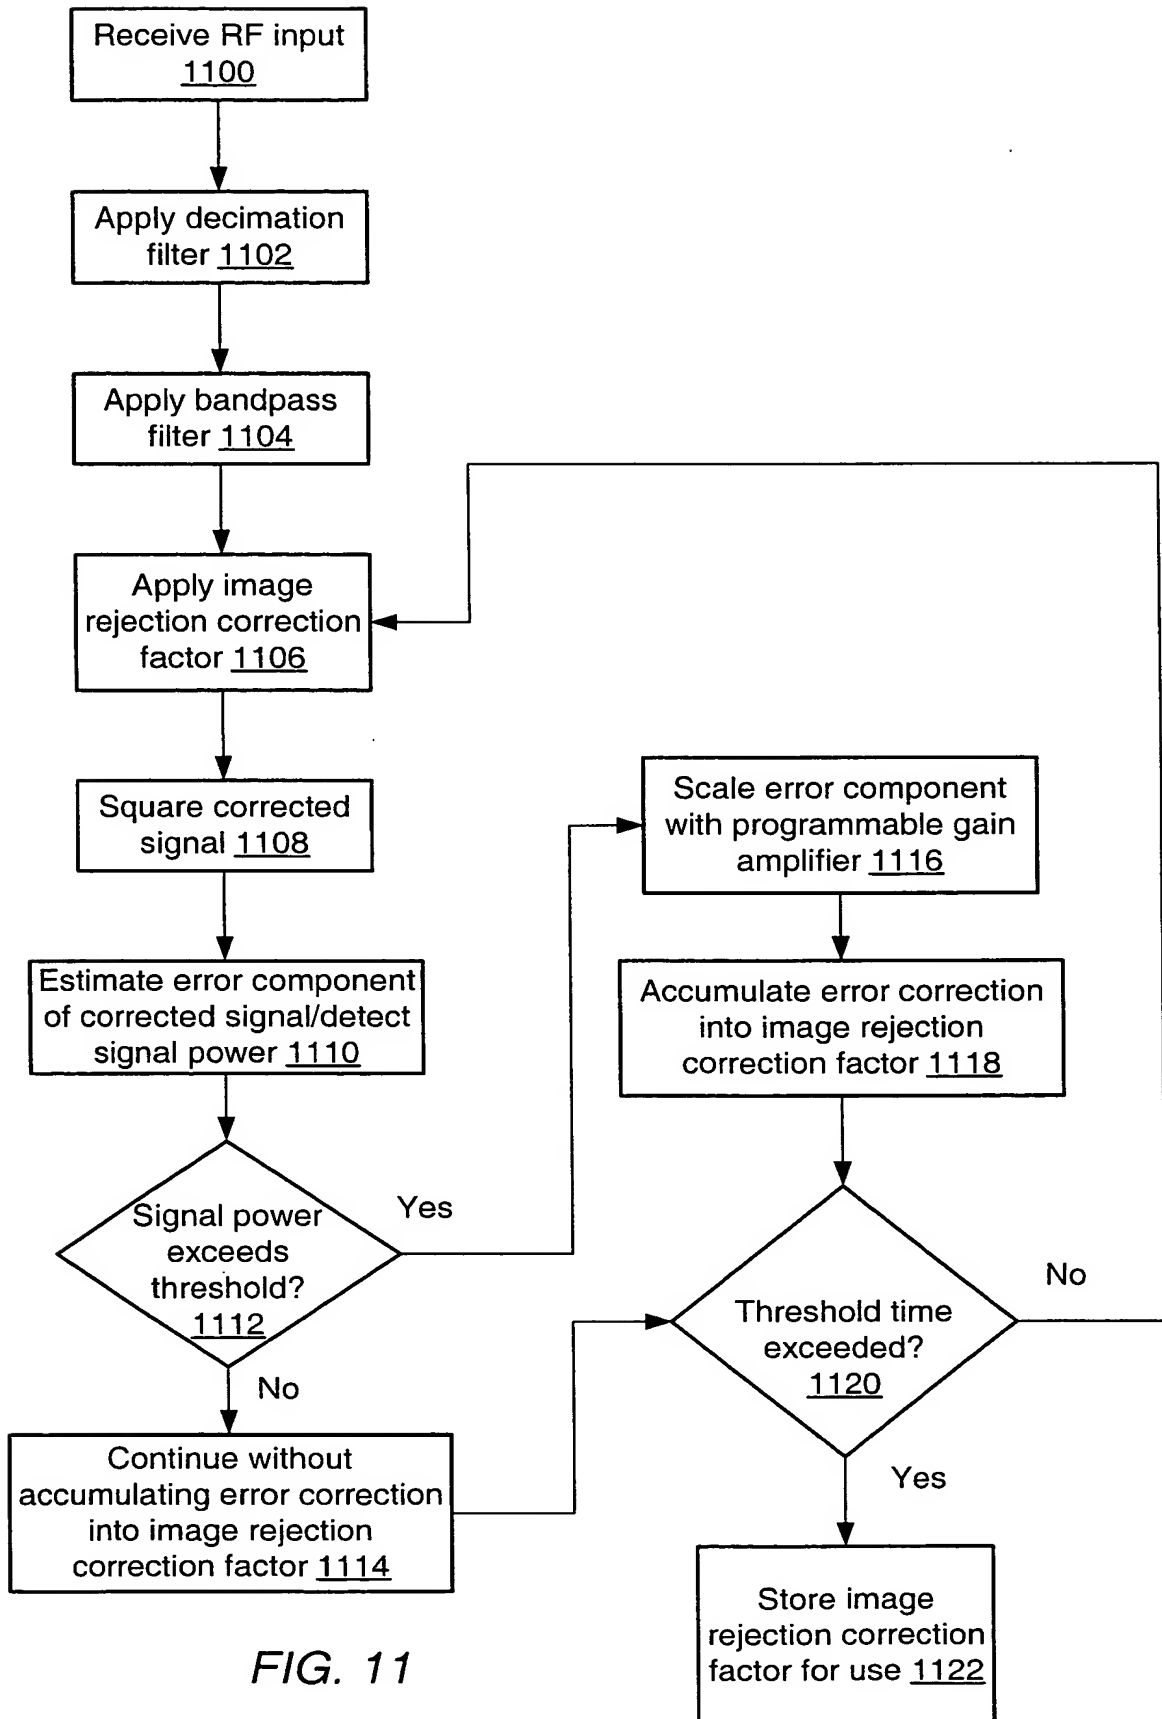 Receive RF input
1100
Apply decimation
filter 1102
Apply bandpass
filter 1104
Apply image
rejection correction
factor 1106
Square corrected
signal 1108
Estimate error component
of corrected signal/detect
signal power 1110
Signal power
exceeds
threshold?
1112
Yes
No
Continue without
accumulating error correction
into image rejection
correction factor 1114
Scale error component
with programmable gain
amplifier 1116
Accumulate error correction
into image rejection
correction factor 1118
Threshold time
exceeded?
1120
No
Yes
Store image
rejection correction
factor for use 1122
FIG. 11